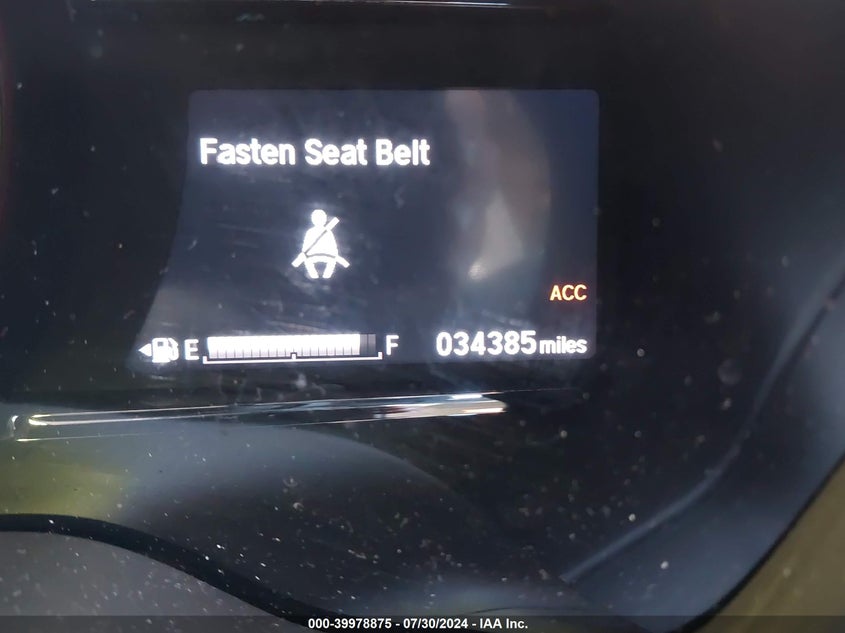 Fasten Seat Belt
ACC
E F 034385 miles
000-39978875 - 07/30/2024 - IAA Inc.